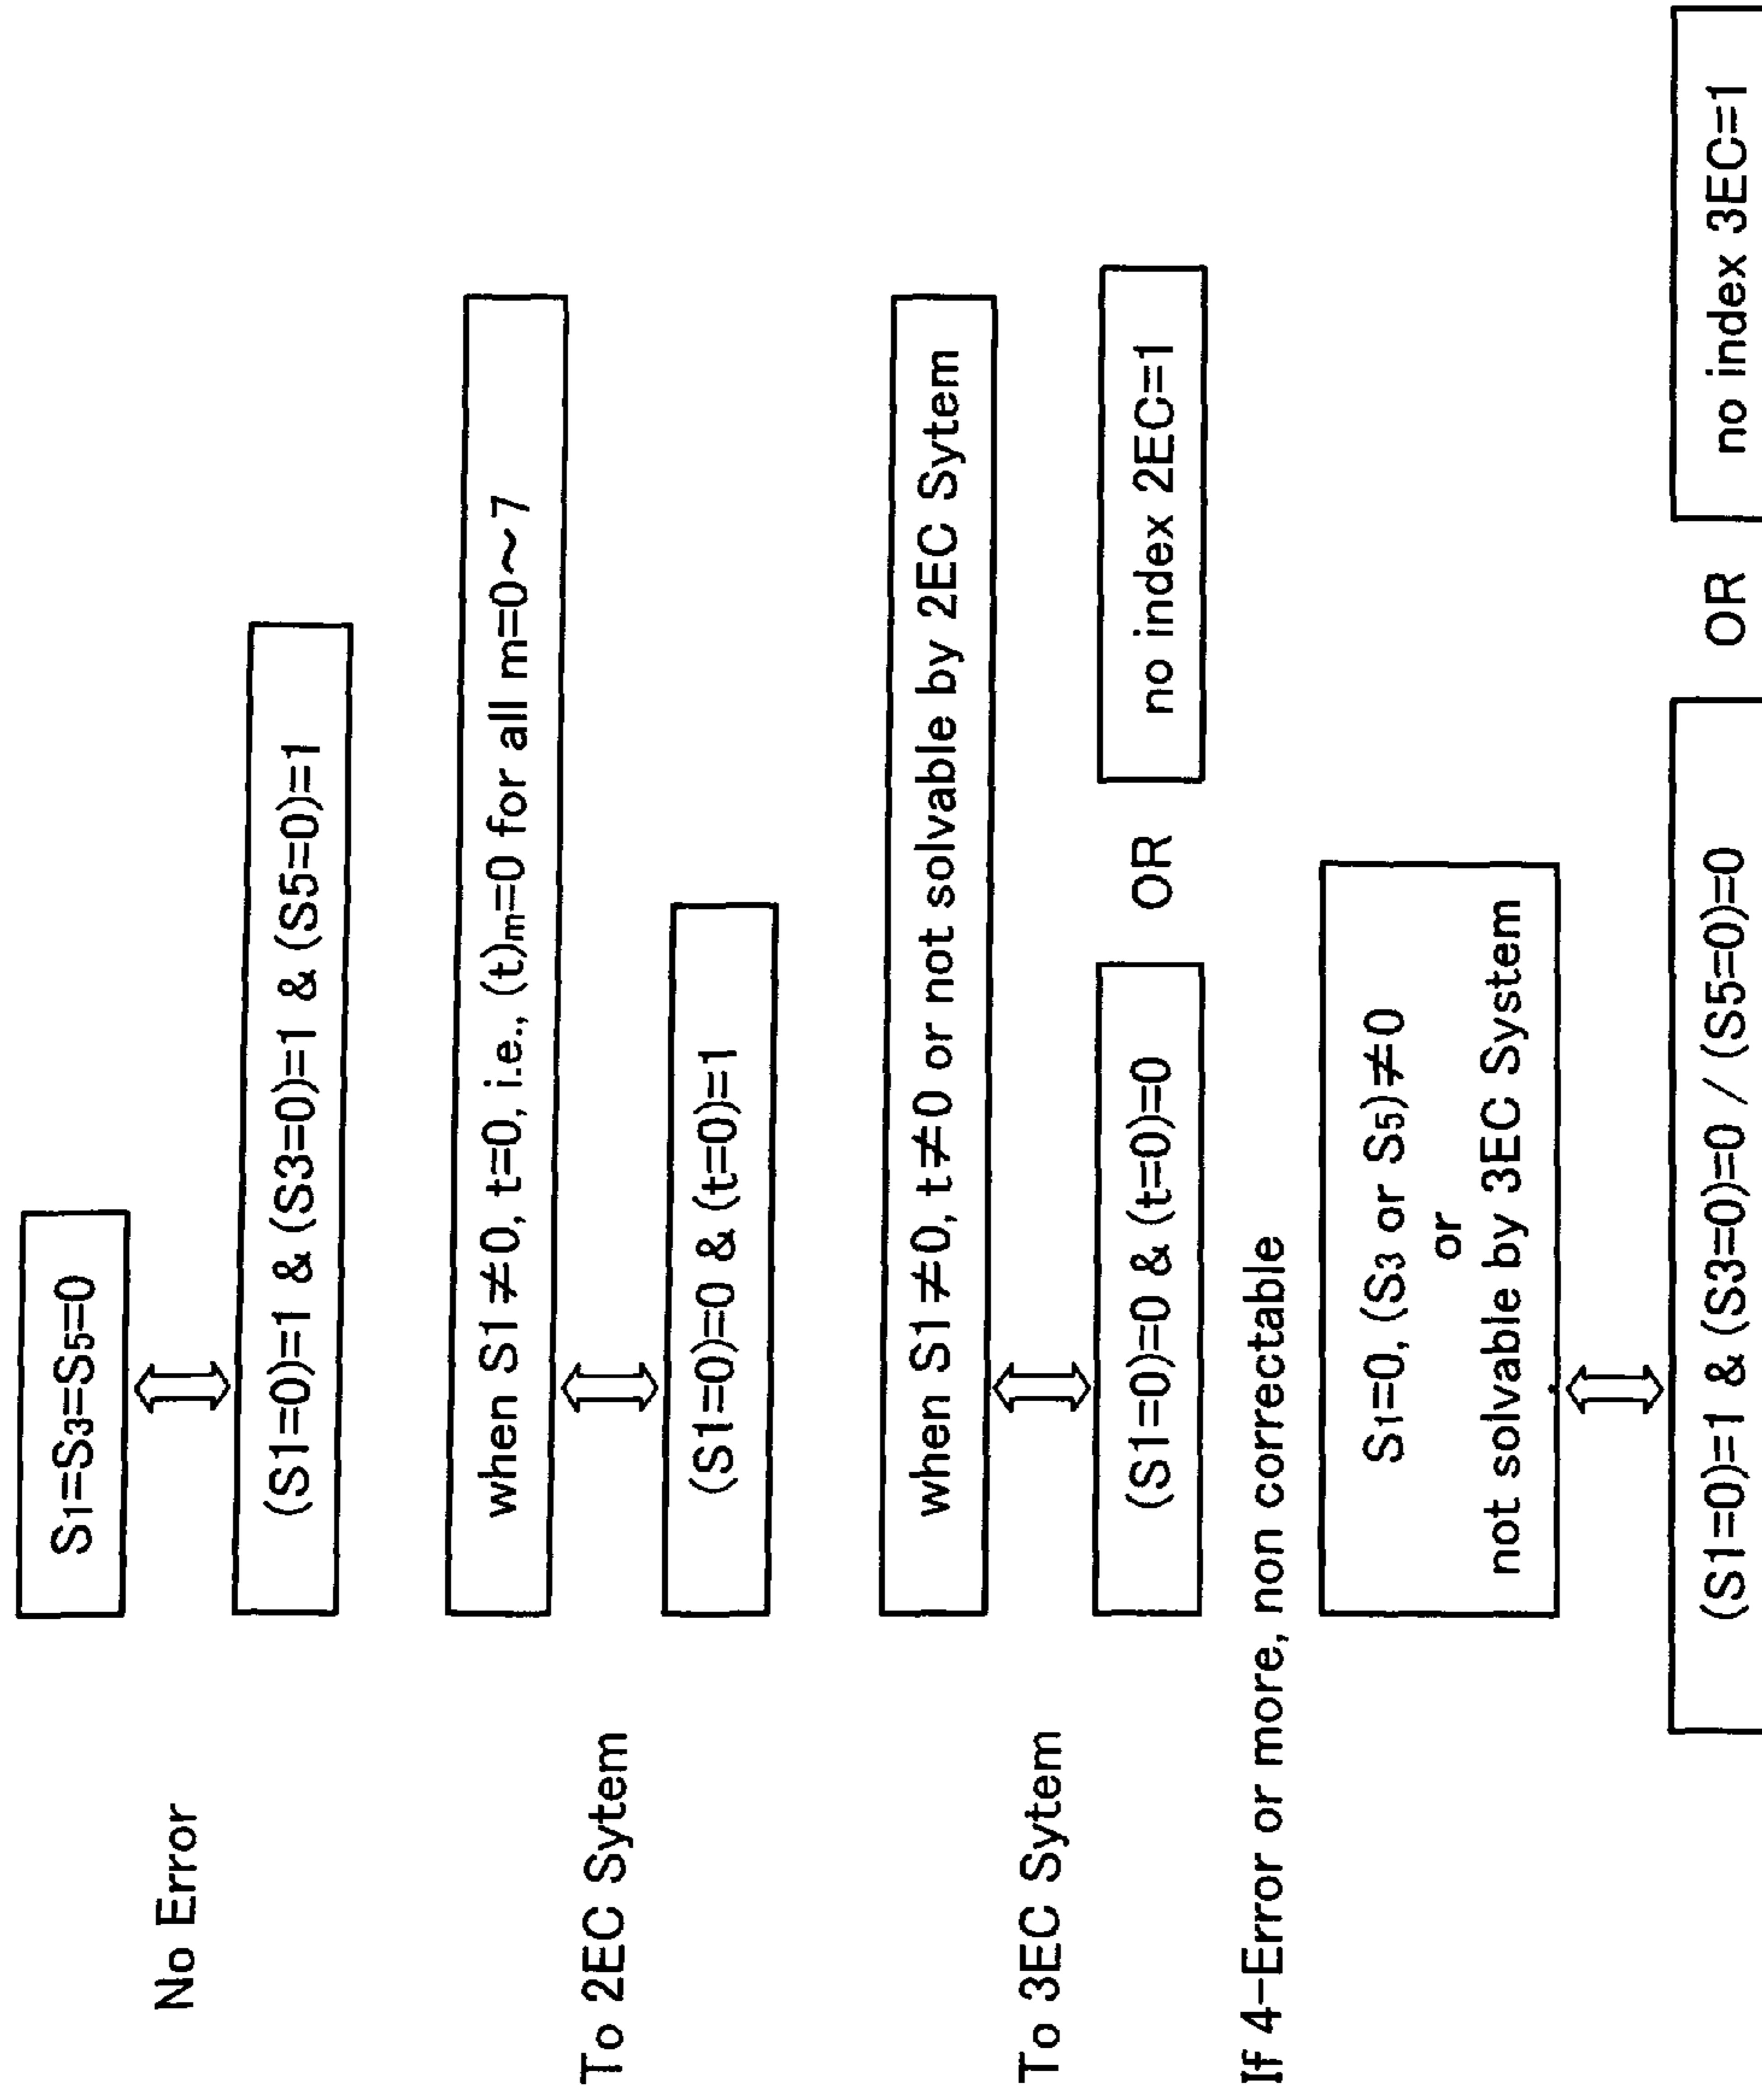 S1=S3=S5=0
No Error
(S1=0)=1 & (S3=0)=1 & (S5=0)=1
when S1≠0, t=0, i.e., (t)m=0 for all m=0~7
To 2EC Sytem
(S1=0)=0 & (t=0)=1
when S1≠0, t≠0 or not solvable by 2EC Sytem
To 3EC Sytem
(S1=0)=0 & (t=0)=0 OR no index 2EC=1
If 4-Error or more, non correctable
S1=0, (S3 or S5)≠0
or
not solvable by 3EC System
(S1=0)=1 & (S3=0)=0 / (S5=0)=0 OR no index 3EC=1